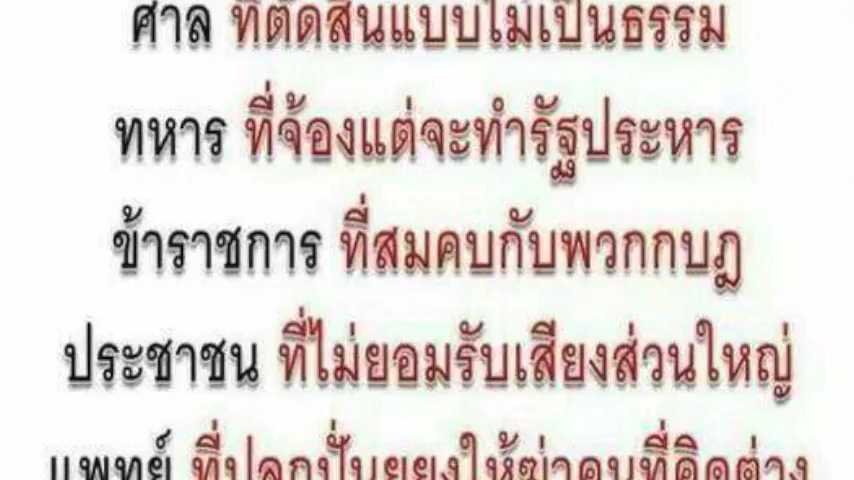 ศาล ที่ตัดสินแบบไม่เป็นธรรม
ทหาร ที่จ้องแต่จะทำรัฐประหาร
ข้าราชการ ที่สมคบกับพวกกบฎ
ประชาชน ที่ไม่ยอมรับเสียงส่วนใหญ่
แพทย์ ที่ปลุกปั่นยุยงให้ฆ่าคนที่คิดต่าง